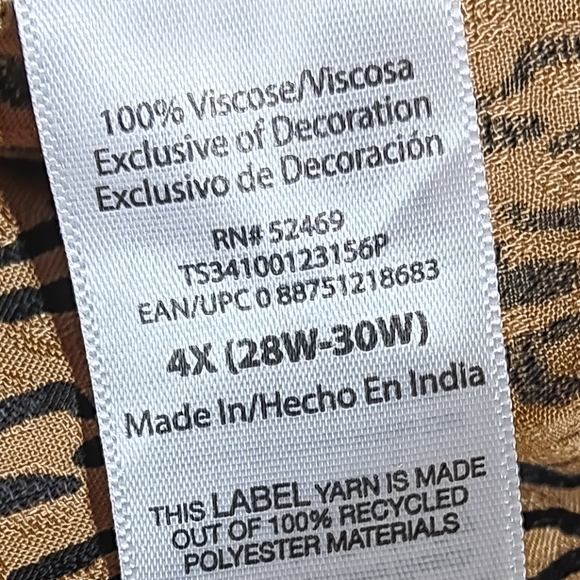 100% Viscose/Viscosa
Exclusive of Decoration
Exclusivo de Decoración
RN# 52469
TS34100123156P
EAN/UPC 0 88751218683
4X (28W-30W)
Made In/Hecho En India
THIS LABEL YARN IS MADE
OUT OF 100% RECYCLED
POLYESTER MATERIALS